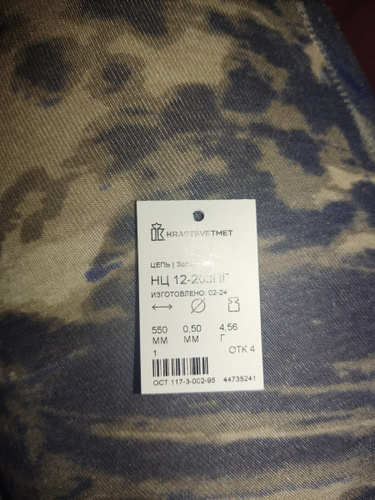 KRASTSVETMET
ЦЕПЬ |
НЦ 12-200ПГ
ИЗГОТОВЛЕНО: 02-24
550 0,50 4,56
ММ ММ Г
1 ОТК 4
ОСТ 117-3-002-95 44735241